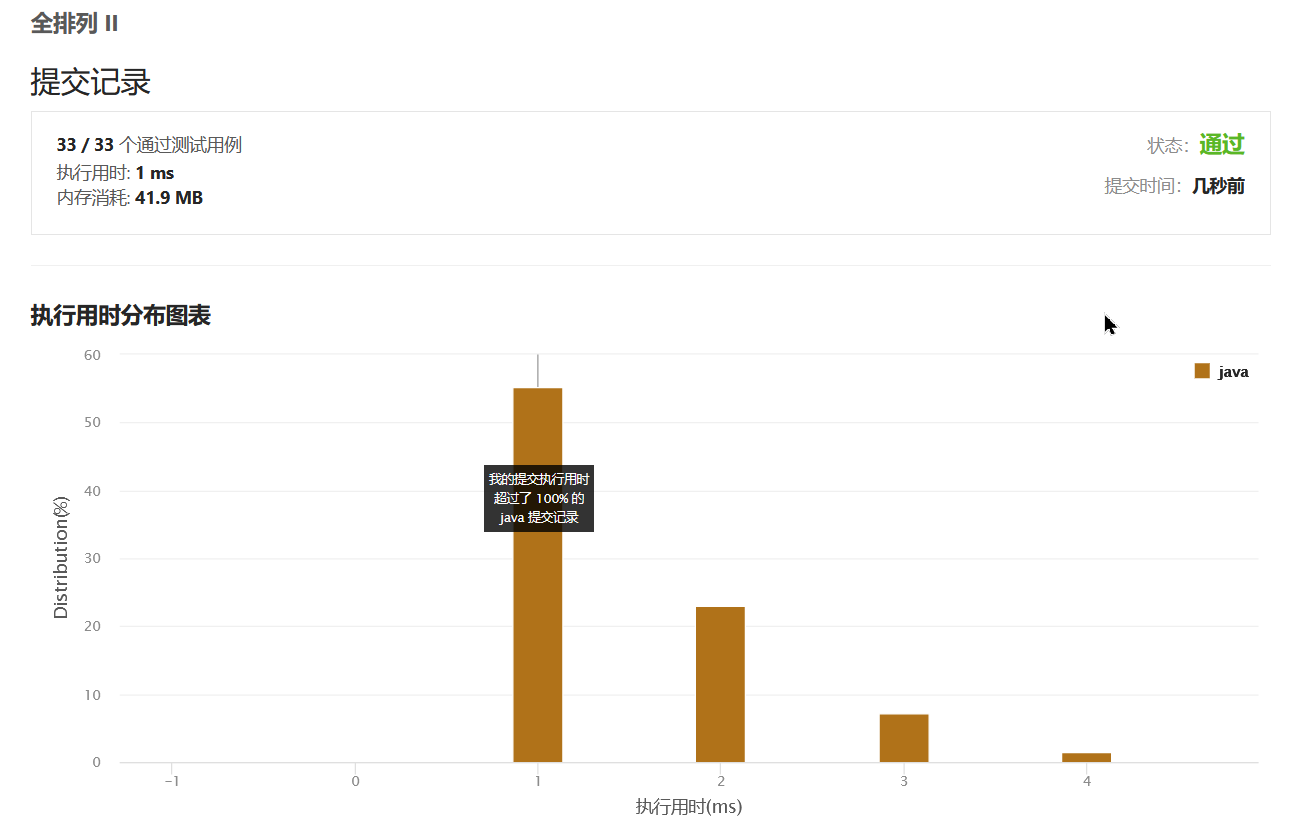 全排列 II
提交记录
33 / 33 个通过测试用例
状态：通过
执行用时: 1 ms
提交时间：几秒前
内存消耗: 41.9 MB
执行用时分布图表
java
60
50
40
30
20
10
0
Distribution(%)
我的提交执行用时
超过了 100% 的
java 提交记录
-1 0 1 2 3 4
执行用时(ms)